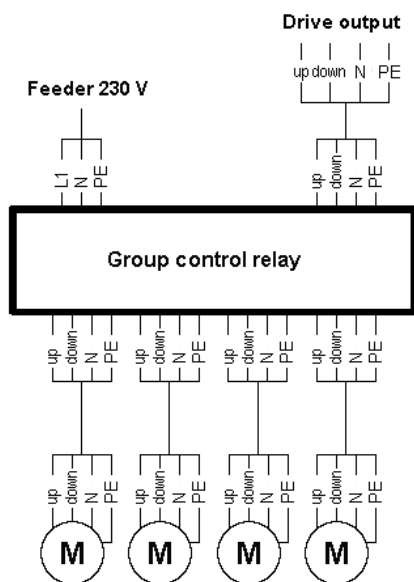 Drive output
up down N PE
Feeder 230 V
L1 N PE
up down N PE
Group control relay
up down N PE up down N PE up down N PE up down N PE
up down N PE up down N PE up down N PE up down N PE
M M M M